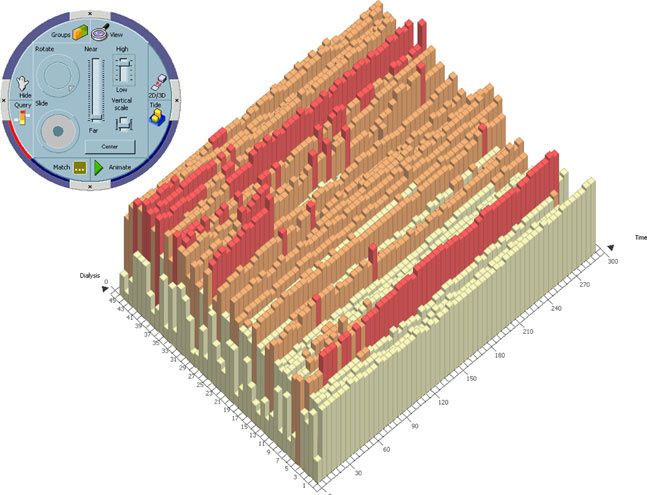 Groups View
Rotate Near High
Low
Hide
Query
2D/3D
Tide
Slide
Vertical
scale
Far
Center
Match ... Animate
Dialysis
0
45
43
41
39
37
35
33
31
29
27
25
23
21
19
17
15
13
11
9
7
5
3
1
Time
300
270
240
210
180
150
120
90
60
30